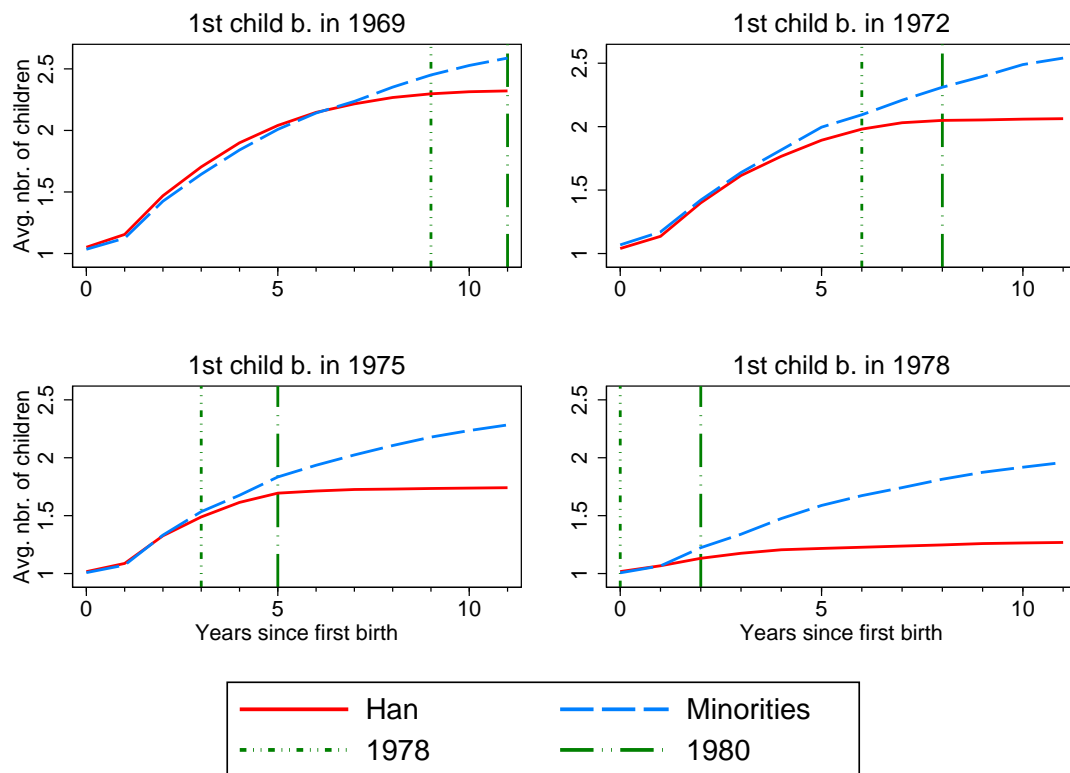 1st child b. in 1969
Avg. nbr. of children
2.5
2
1.5
1
0 5 10
1st child b. in 1972
2.5
2
1.5
1
0 5 10
1st child b. in 1975
Avg. nbr. of children
2.5
2
1.5
1
0 5 10
Years since first birth
1st child b. in 1978
2.5
2
1.5
1
0 5 10
Years since first birth
Han Minorities
1978 1980